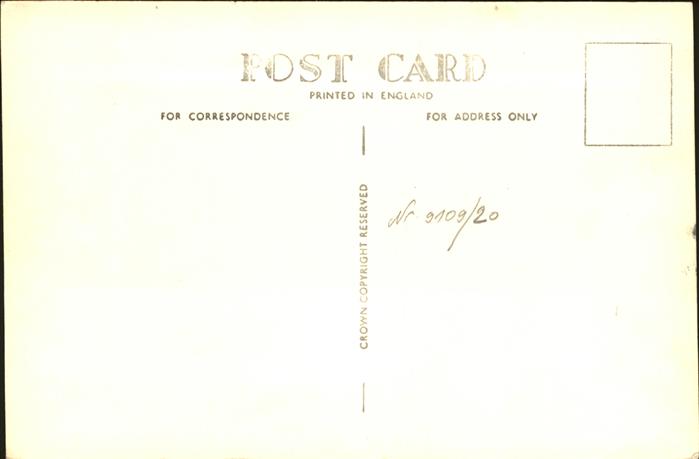 POST CARD
PRINTED IN ENGLAND
FOR CORRESPONDENCE
FOR ADDRESS ONLY
CROWN COPYRIGHT RESERVED
Nr 9109/20